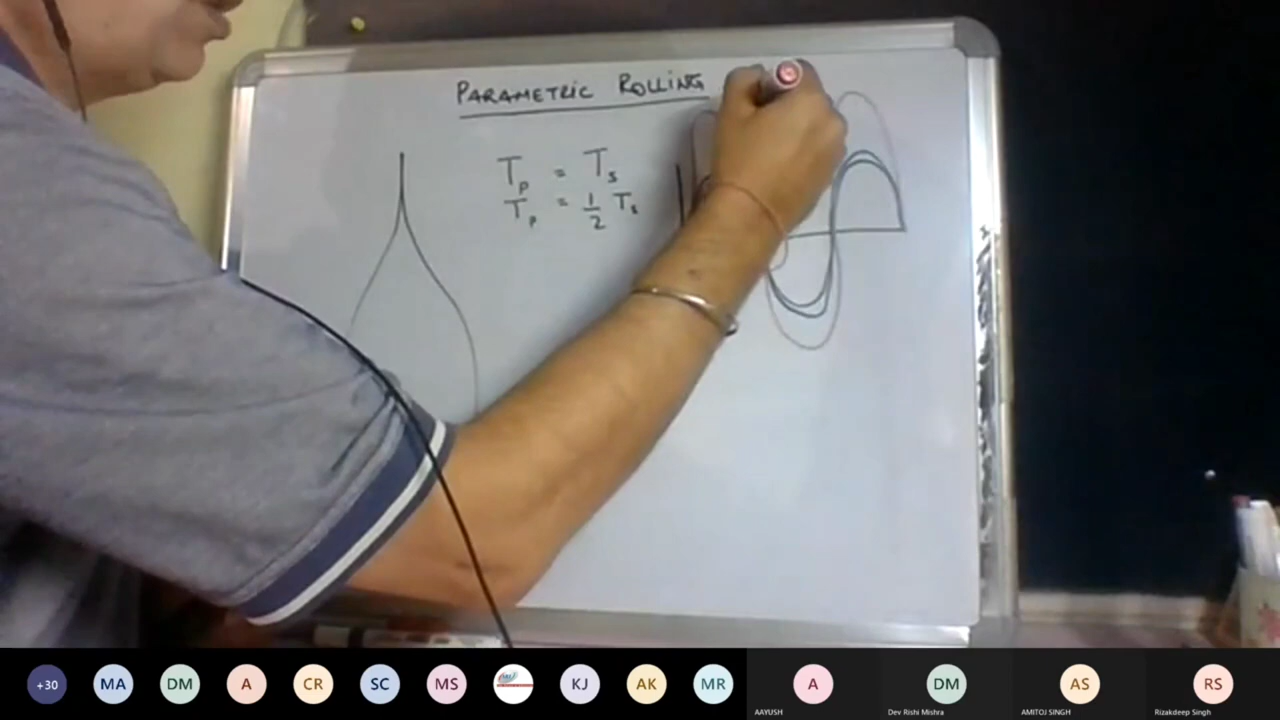 PARAMETRIC ROLLING
Tp = Ts
Tp = 1/2 Ts
+30 MA DM A CR SC MS KJ AK MR A DM AS RS
AAYUSH Dev Rishi Mishra AMITOJ SINGH Rizakdeep Singh